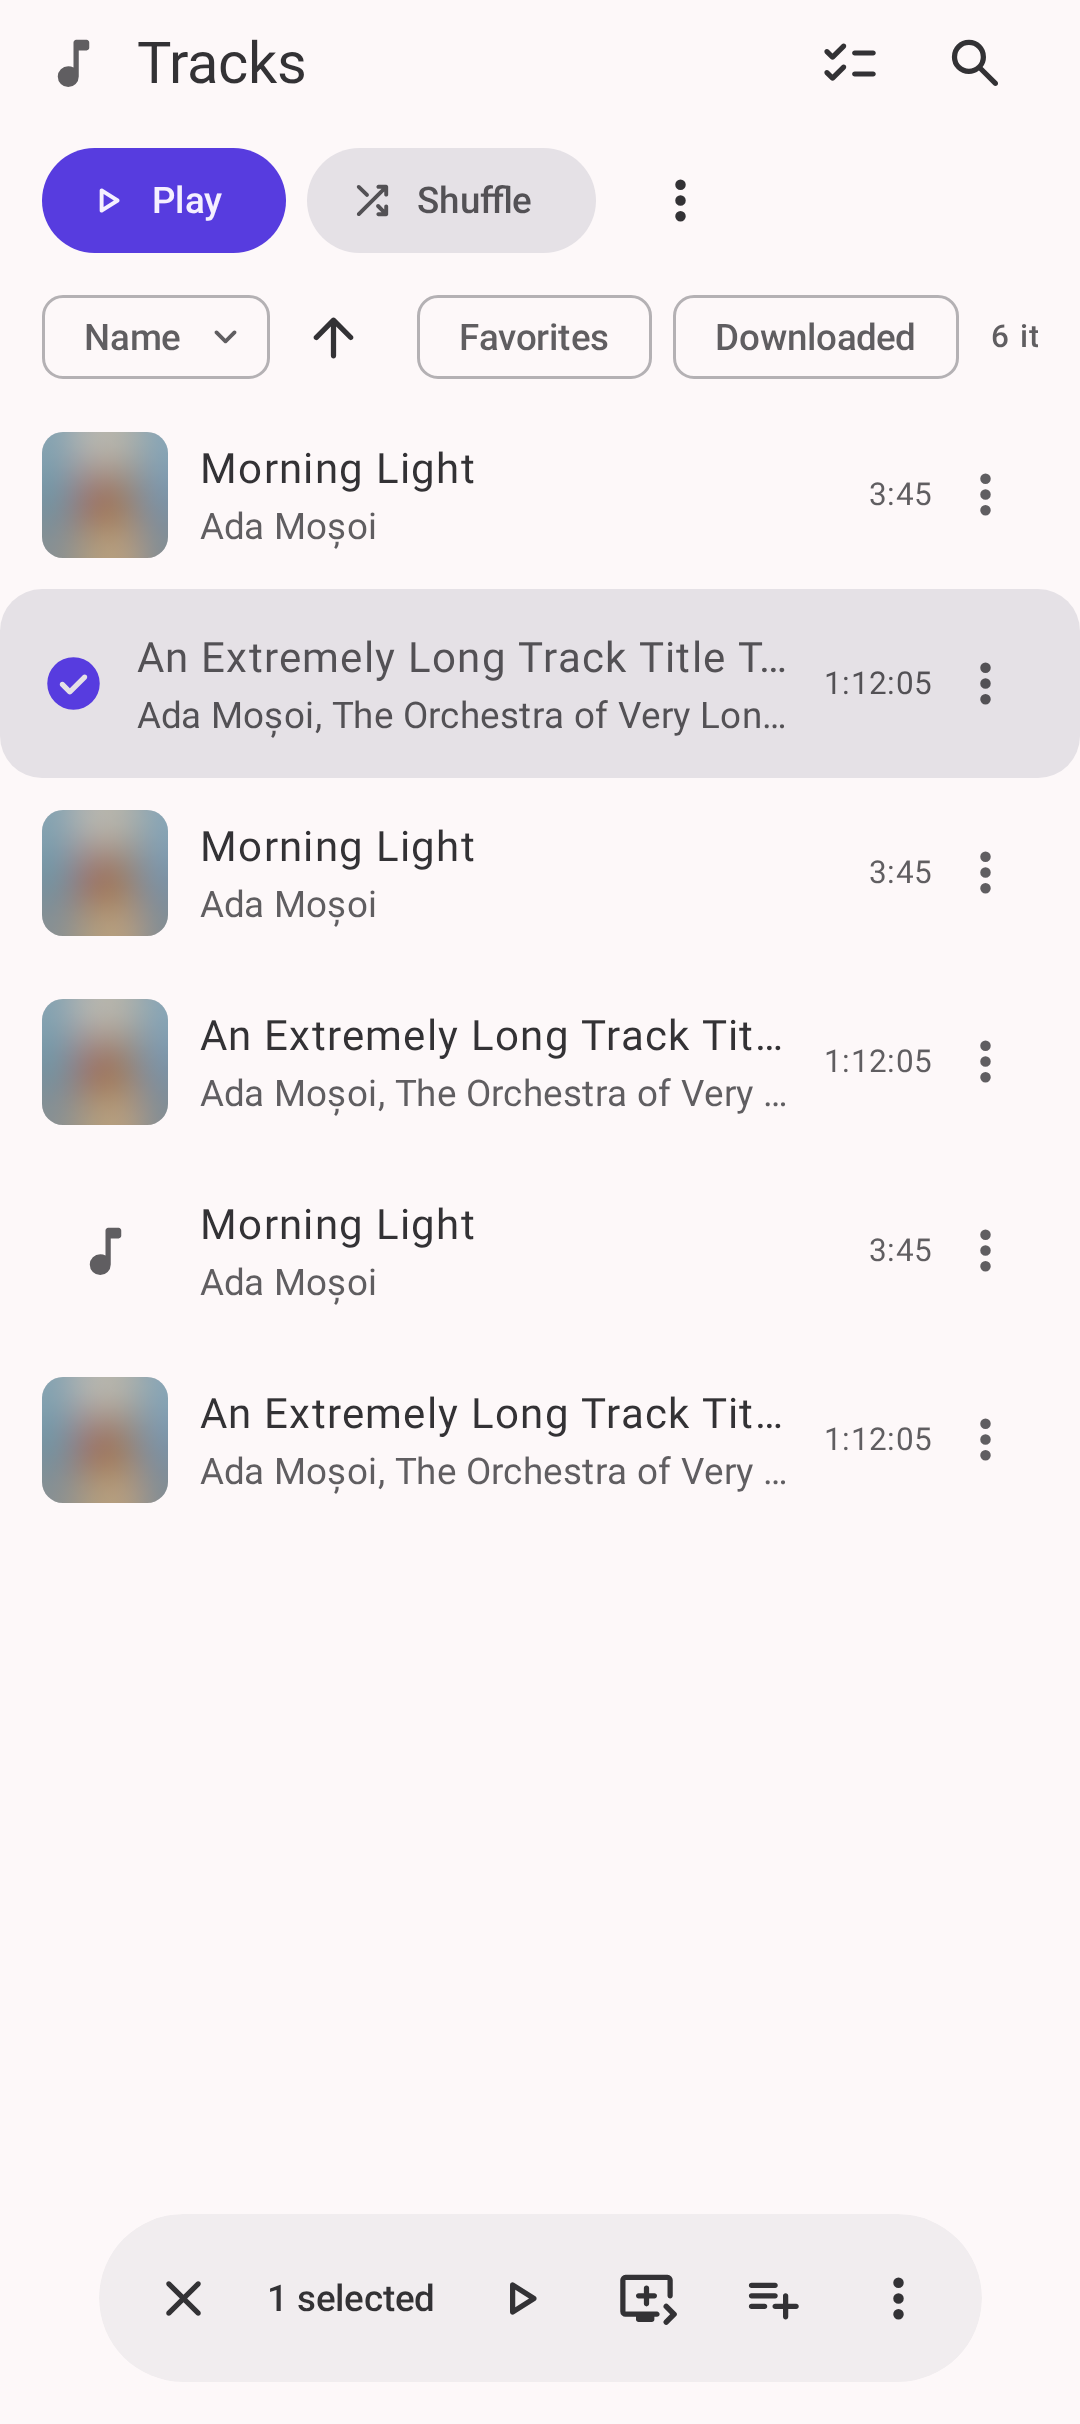 Tracks
Play
Shuffle
Name
Favorites
Downloaded
6 it
Morning Light
3:45
Ada Moșoi
An Extremely Long Track Title T…
1:12:05
Ada Moșoi, The Orchestra of Very Lon…
Morning Light
3:45
Ada Moșoi
An Extremely Long Track Tit…
1:12:05
Ada Moșoi, The Orchestra of Very …
Morning Light
3:45
Ada Moșoi
An Extremely Long Track Tit…
1:12:05
Ada Moșoi, The Orchestra of Very …
1 selected